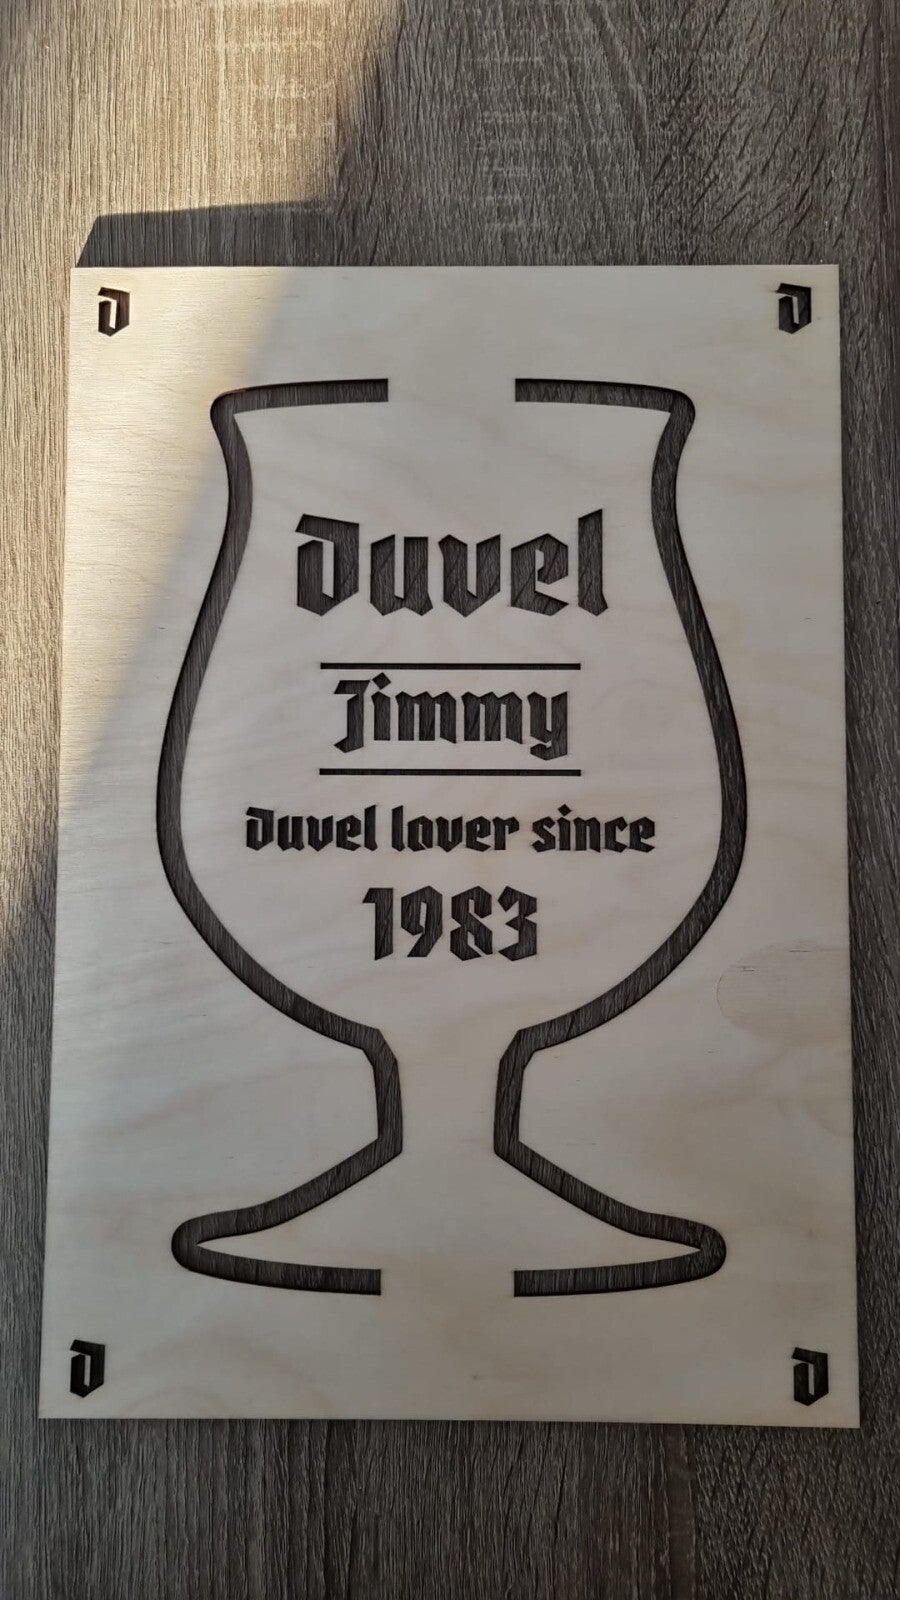 d d
duvel
Jimmy
duvel lover since
1983
d d